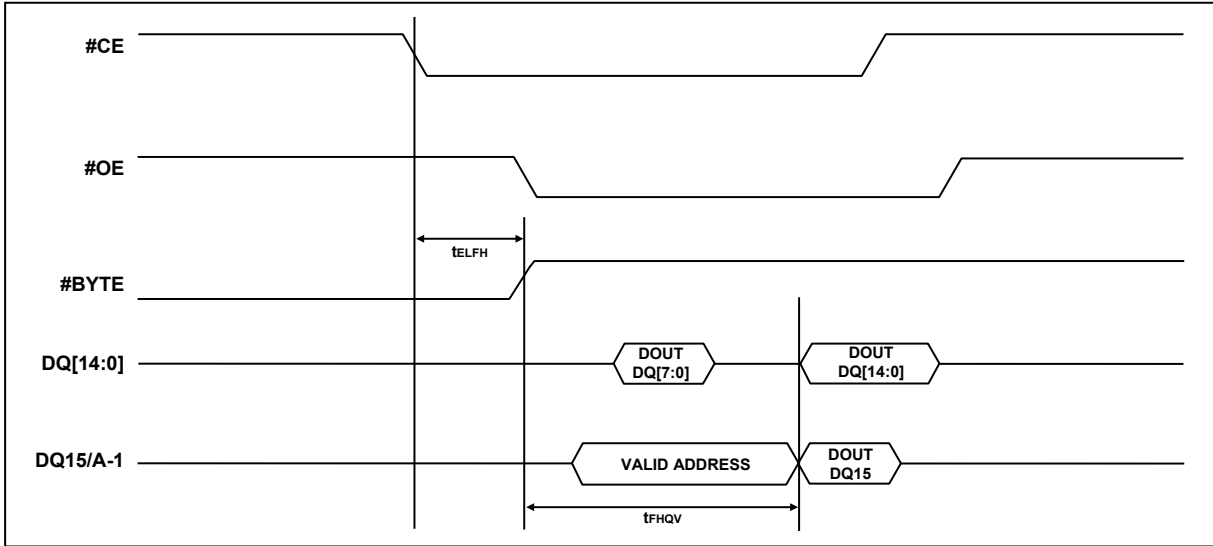 #CE
#OE
tELFH
#BYTE
DQ[14:0]
DOUT
DQ[7:0]
DOUT
DQ[14:0]
DQ15/A-1
VALID ADDRESS
DOUT
DQ15
tFHQV